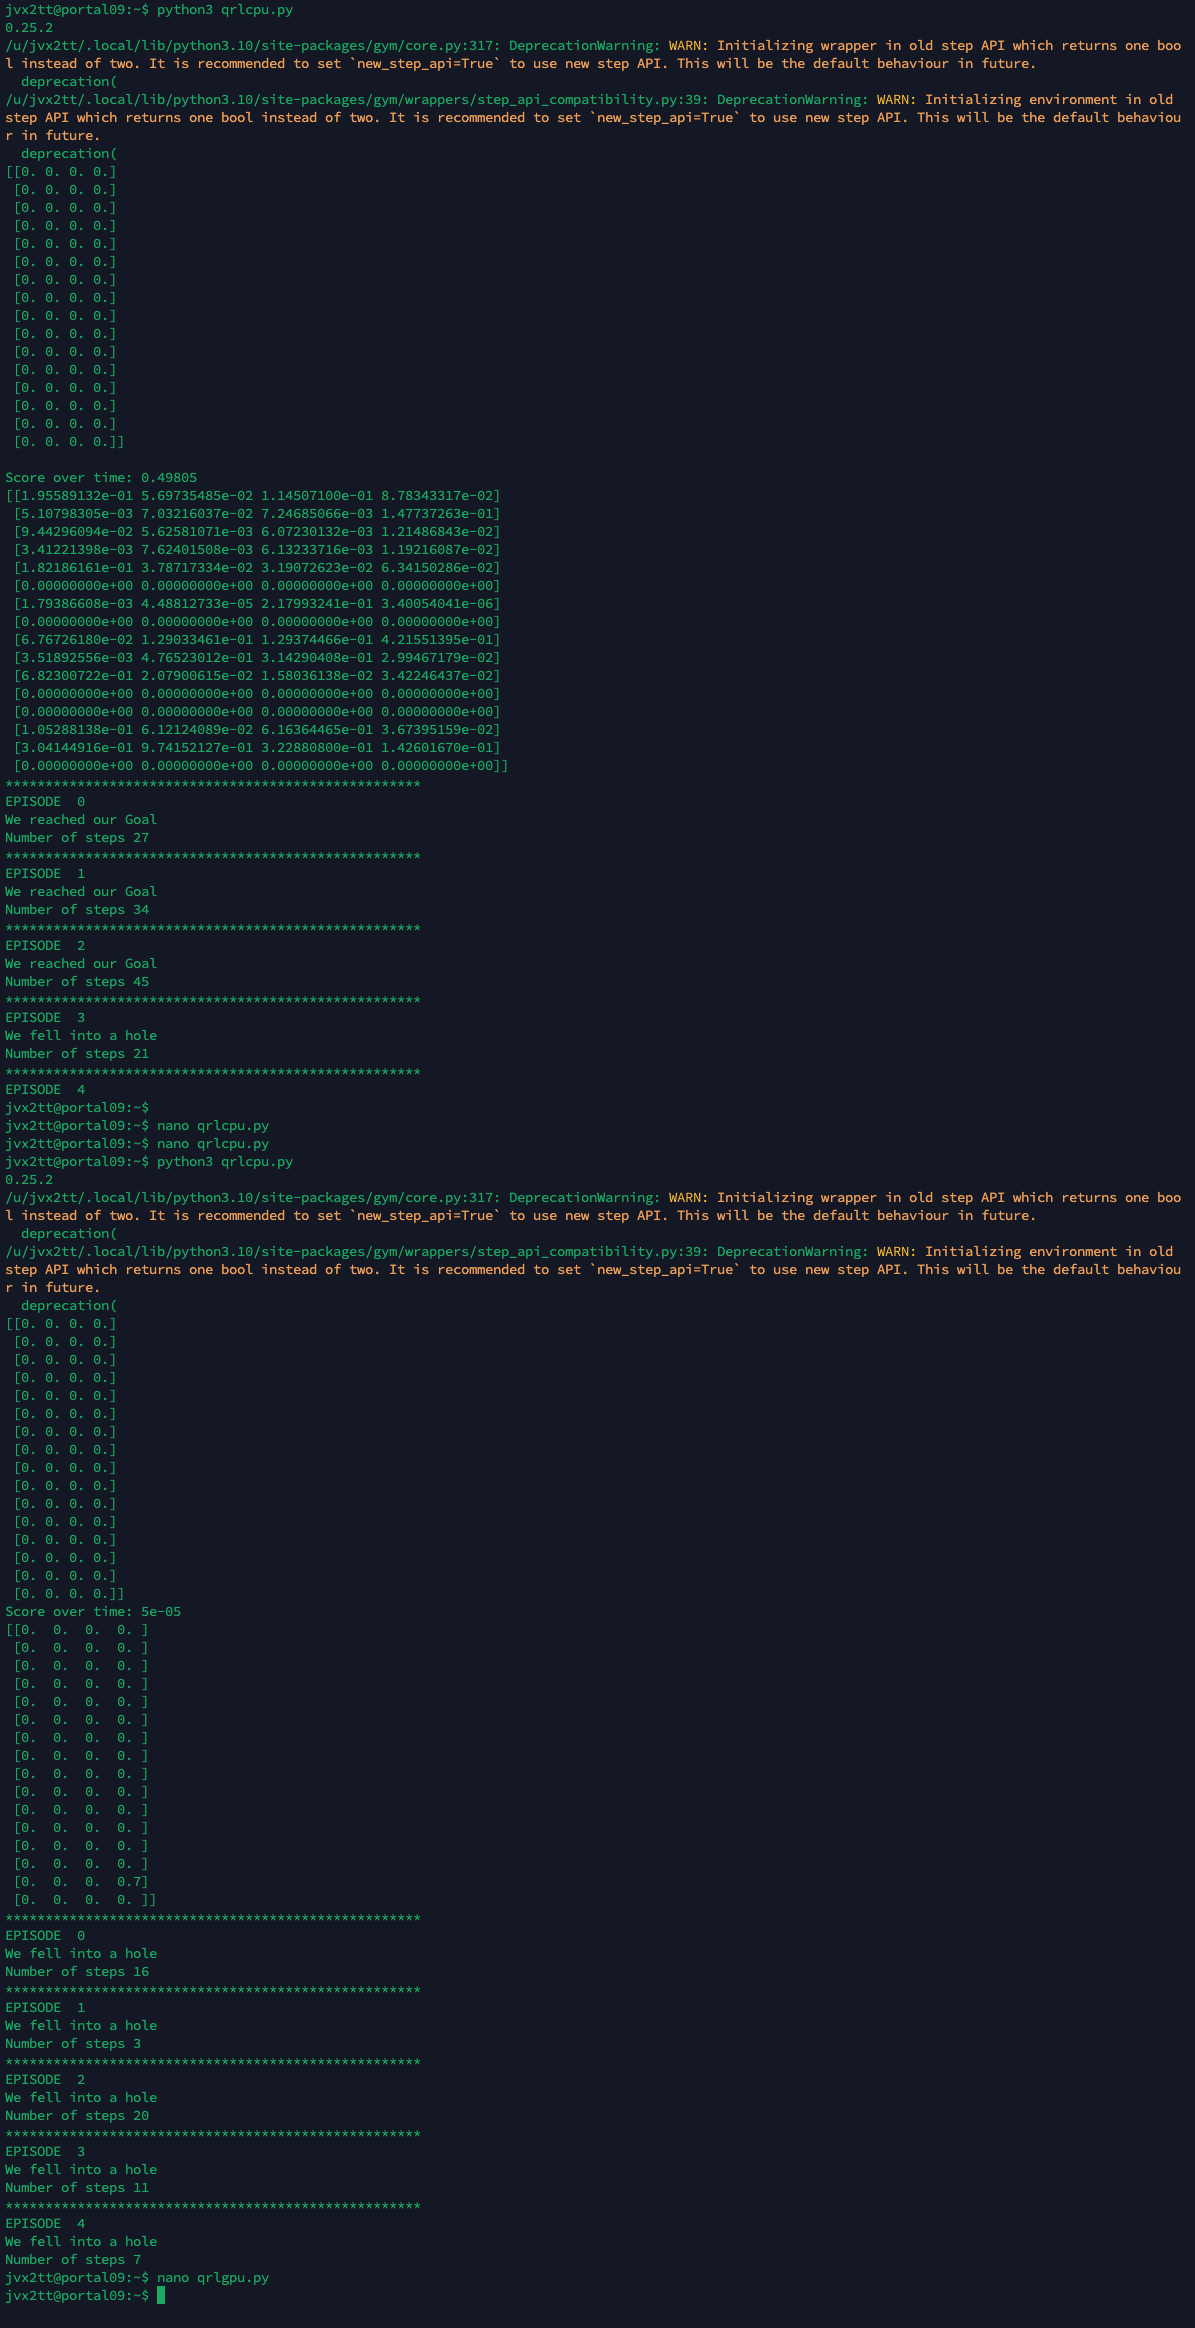 jvx2tt@portal09:~$ python3 qrlcpu.py
0.25.2
/u/jvx2tt/.local/lib/python3.10/site-packages/gym/core.py:317: DeprecationWarning: WARN: Initializing wrapper in old step API which returns one boo
l instead of two. It is recommended to set `new_step_api=True` to use new step API. This will be the default behaviour in future.
  deprecation(
/u/jvx2tt/.local/lib/python3.10/site-packages/gym/wrappers/step_api_compatibility.py:39: DeprecationWarning: WARN: Initializing environment in old
step API which returns one bool instead of two. It is recommended to set `new_step_api=True` to use new step API. This will be the default behaviou
r in future.
  deprecation(
[[0. 0. 0. 0.]
 [0. 0. 0. 0.]
 [0. 0. 0. 0.]
 [0. 0. 0. 0.]
 [0. 0. 0. 0.]
 [0. 0. 0. 0.]
 [0. 0. 0. 0.]
 [0. 0. 0. 0.]
 [0. 0. 0. 0.]
 [0. 0. 0. 0.]
 [0. 0. 0. 0.]
 [0. 0. 0. 0.]
 [0. 0. 0. 0.]
 [0. 0. 0. 0.]
 [0. 0. 0. 0.]
 [0. 0. 0. 0.]]

Score over time: 0.49805
[[1.95589132e-01 5.69735485e-02 1.14507100e-01 8.78343317e-02]
 [5.10798305e-03 7.03216037e-02 7.24685066e-03 1.47737263e-01]
 [9.44296094e-02 5.62581071e-03 6.07230132e-03 1.21486843e-02]
 [3.41221398e-03 7.62401508e-03 6.13233716e-03 1.19216087e-02]
 [1.82186161e-01 3.78717334e-02 3.19072623e-02 6.34150286e-02]
 [0.00000000e+00 0.00000000e+00 0.00000000e+00 0.00000000e+00]
 [1.79386608e-03 4.48812733e-05 2.17993241e-01 3.40054041e-06]
 [0.00000000e+00 0.00000000e+00 0.00000000e+00 0.00000000e+00]
 [6.76726180e-02 1.29033461e-01 1.29374466e-01 4.21551395e-01]
 [3.51892556e-03 4.76523012e-01 3.14290408e-01 2.99467179e-02]
 [6.82300722e-01 2.07900615e-02 1.58036138e-02 3.42246437e-02]
 [0.00000000e+00 0.00000000e+00 0.00000000e+00 0.00000000e+00]
 [0.00000000e+00 0.00000000e+00 0.00000000e+00 0.00000000e+00]
 [1.05288138e-01 6.12124089e-02 6.16364465e-01 3.67395159e-02]
 [3.04144916e-01 9.74152127e-01 3.22880800e-01 1.42601670e-01]
 [0.00000000e+00 0.00000000e+00 0.00000000e+00 0.00000000e+00]]
****************************************************
EPISODE  0
We reached our Goal
Number of steps 27
****************************************************
EPISODE  1
We reached our Goal
Number of steps 34
****************************************************
EPISODE  2
We reached our Goal
Number of steps 45
****************************************************
EPISODE  3
We fell into a hole
Number of steps 21
****************************************************
EPISODE  4
jvx2tt@portal09:~$
jvx2tt@portal09:~$ nano qrlcpu.py
jvx2tt@portal09:~$ nano qrlcpu.py
jvx2tt@portal09:~$ python3 qrlcpu.py
0.25.2
/u/jvx2tt/.local/lib/python3.10/site-packages/gym/core.py:317: DeprecationWarning: WARN: Initializing wrapper in old step API which returns one boo
l instead of two. It is recommended to set `new_step_api=True` to use new step API. This will be the default behaviour in future.
  deprecation(
/u/jvx2tt/.local/lib/python3.10/site-packages/gym/wrappers/step_api_compatibility.py:39: DeprecationWarning: WARN: Initializing environment in old
step API which returns one bool instead of two. It is recommended to set `new_step_api=True` to use new step API. This will be the default behaviou
r in future.
  deprecation(
[[0. 0. 0. 0.]
 [0. 0. 0. 0.]
 [0. 0. 0. 0.]
 [0. 0. 0. 0.]
 [0. 0. 0. 0.]
 [0. 0. 0. 0.]
 [0. 0. 0. 0.]
 [0. 0. 0. 0.]
 [0. 0. 0. 0.]
 [0. 0. 0. 0.]
 [0. 0. 0. 0.]
 [0. 0. 0. 0.]
 [0. 0. 0. 0.]
 [0. 0. 0. 0.]
 [0. 0. 0. 0.]
 [0. 0. 0. 0.]]
Score over time: 5e-05
[[0.  0.  0.  0. ]
 [0.  0.  0.  0. ]
 [0.  0.  0.  0. ]
 [0.  0.  0.  0. ]
 [0.  0.  0.  0. ]
 [0.  0.  0.  0. ]
 [0.  0.  0.  0. ]
 [0.  0.  0.  0. ]
 [0.  0.  0.  0. ]
 [0.  0.  0.  0. ]
 [0.  0.  0.  0. ]
 [0.  0.  0.  0. ]
 [0.  0.  0.  0. ]
 [0.  0.  0.  0. ]
 [0.  0.  0.  0.7]
 [0.  0.  0.  0. ]]
****************************************************
EPISODE  0
We fell into a hole
Number of steps 16
****************************************************
EPISODE  1
We fell into a hole
Number of steps 3
****************************************************
EPISODE  2
We fell into a hole
Number of steps 20
****************************************************
EPISODE  3
We fell into a hole
Number of steps 11
****************************************************
EPISODE  4
We fell into a hole
Number of steps 7
jvx2tt@portal09:~$ nano qrlgpu.py
jvx2tt@portal09:~$